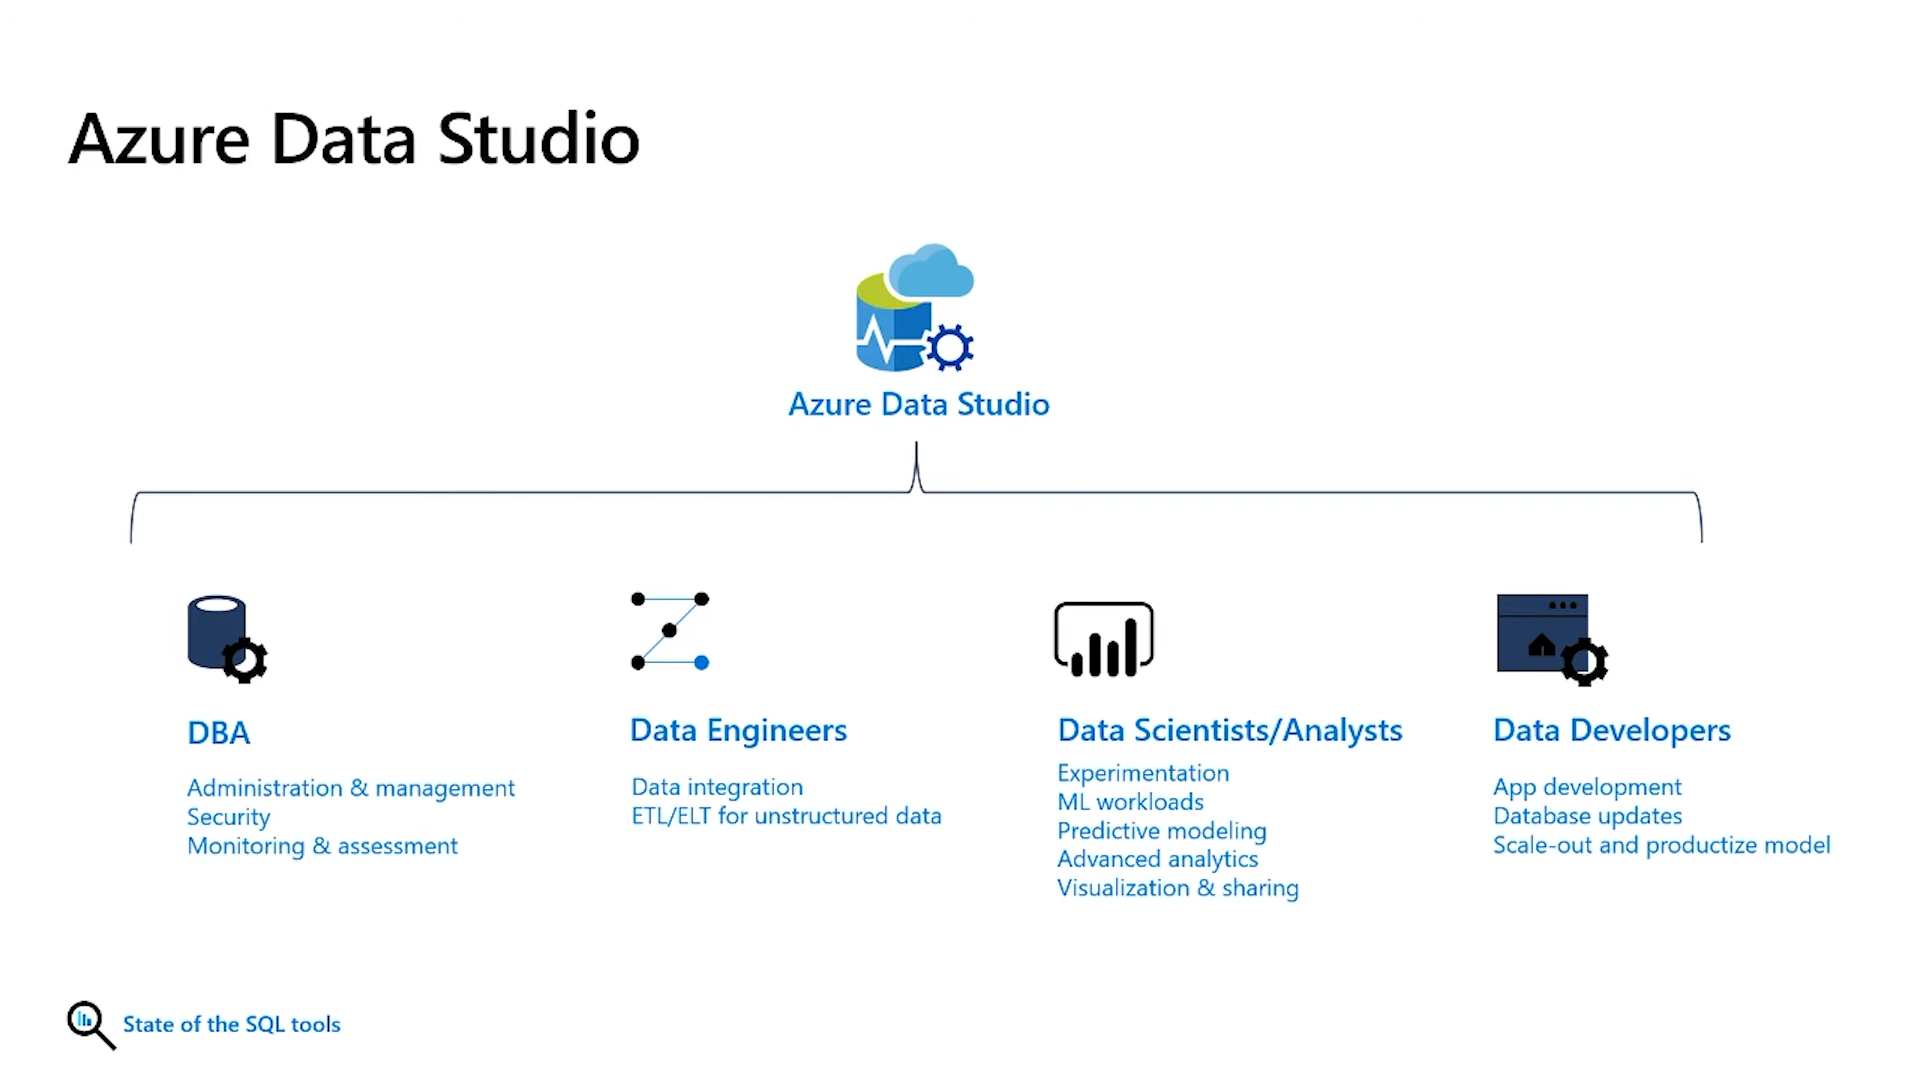 Azure Data Studio
Azure Data Studio
DBA
Administration & management
Security
Monitoring & assessment
Data Engineers
Data integration
ETL/ELT for unstructured data
Data Scientists/Analysts
Experimentation
ML workloads
Predictive modeling
Advanced analytics
Visualization & sharing
Data Developers
App development
Database updates
Scale-out and productize model
State of the SQL tools